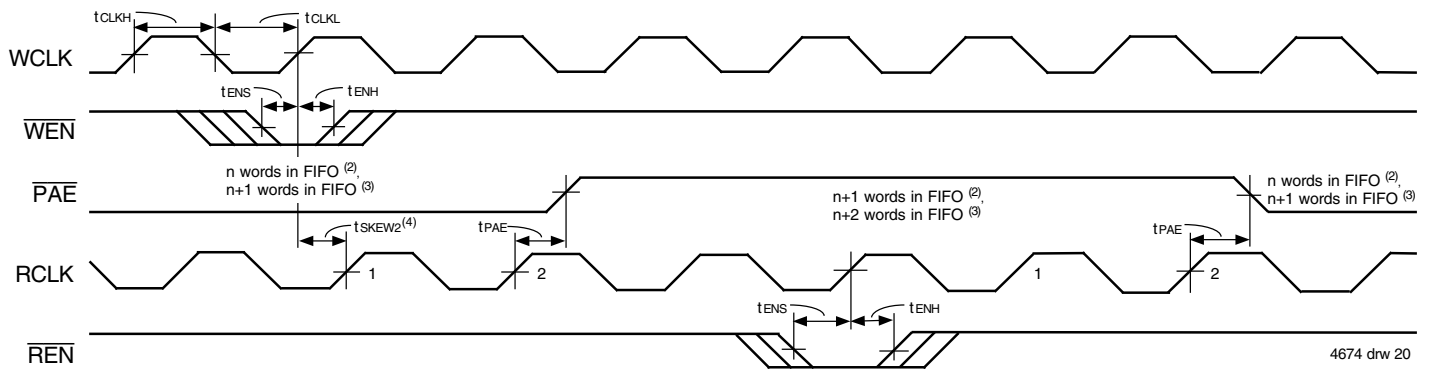 tCLKH tCLKL
WCLK
tENS tENH
WEN
n words in FIFO (2),
n+1 words in FIFO (3)
PAE
n+1 words in FIFO (2),
n+2 words in FIFO (3)
n words in FIFO (2),
n+1 words in FIFO (3)
tSKEW2(4) tPAE tPAE
RCLK 1 2 1 2
tENS tENH
REN
4674 drw 20